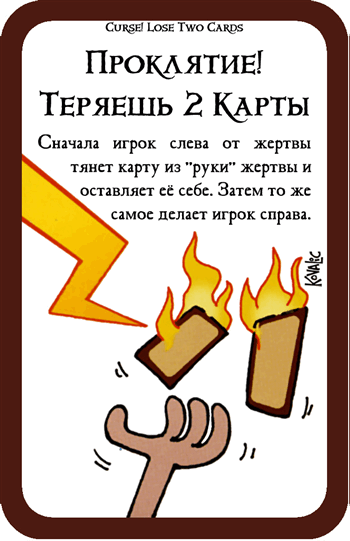 Curse! Lose Two Cards
Проклятие!
Теряешь 2 Карты
Сначала игрок слева от жертвы
тянет карту из "руки" жертвы и
оставляет её себе. Затем то же
самое делает игрок справа.
Kovalic